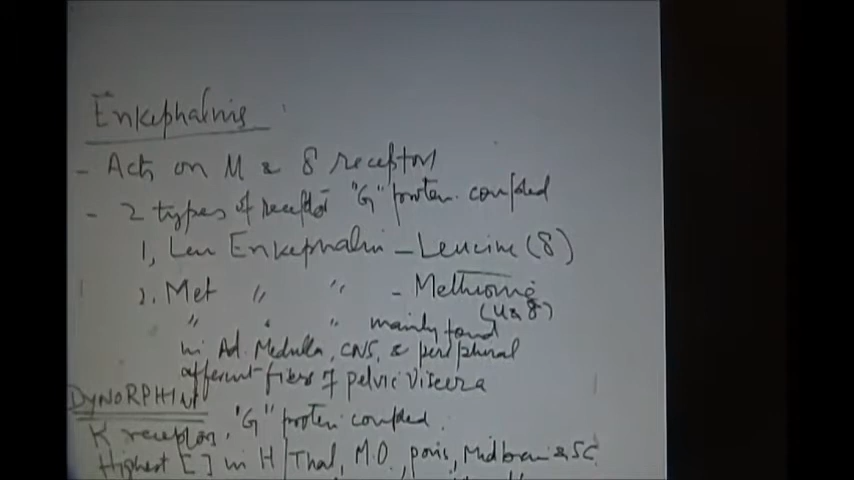 Enkephalins
- Acts on M & δ receptors
- 2 types of receptor "G" protein coupled
1, Leu Enkephalin - Leucine (δ)
2. Met " " - Methionine
(u & δ)
" " mainly found
in Ad. Medulla, CNS, & peripheral
afferent fibers of pelvic viscera
DYNORPHINS
K receptors, "G" protein coupled.
Highest [ ] in H/Thal, M.O, pons, Midbrain & SC